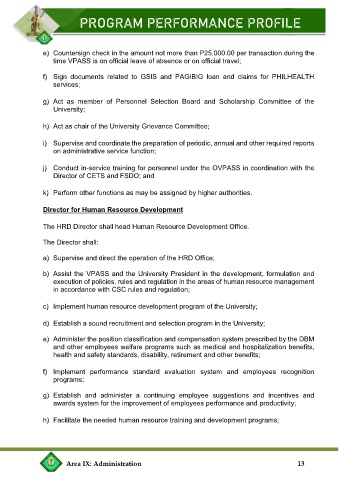 PROGRAM PERFORMANCE PROFILE
e) Countersign check in the amount not more than P25,000.00 per transaction during the
time VPASS is on official leave of absence or on official travel;
f) Sign documents related to GSIS and PAGIBIG loan and claims for PHILHEALTH
services;
g) Act as member of Personnel Selection Board and Scholarship Committee of the
University;
h) Act as chair of the University Grievance Committee;
i) Supervise and coordinate the preparation of periodic, annual and other required reports
on administrative service function;
j) Conduct in-service training for personnel under the OVPASS in coordination with the
Director of CETS and FSDO; and
k) Perform other functions as may be assigned by higher authorities.
Director for Human Resource Development
The HRD Director shall head Human Resource Development Office.
The Director shall:
a) Supervise and direct the operation of the HRD Office;
b) Assist the VPASS and the University President in the development, formulation and
execution of policies, rules and regulation in the areas of human resource management
in accordance with CSC rules and regulation;
c) Implement human resource development program of the University;
d) Establish a sound recruitment and selection program in the University;
e) Administer the position classification and compensation system prescribed by the DBM
and other employees welfare programs such as medical and hospitalization benefits,
health and safety standards, disability, retirement and other benefits;
f) Implement performance standard evaluation system and employees recognition
programs;
g) Establish and administer a continuing employee suggestions and incentives and
awards system for the improvement of employees performance and productivity;
h) Facilitate the needed human resource training and development programs;
Area IX: Administration 13